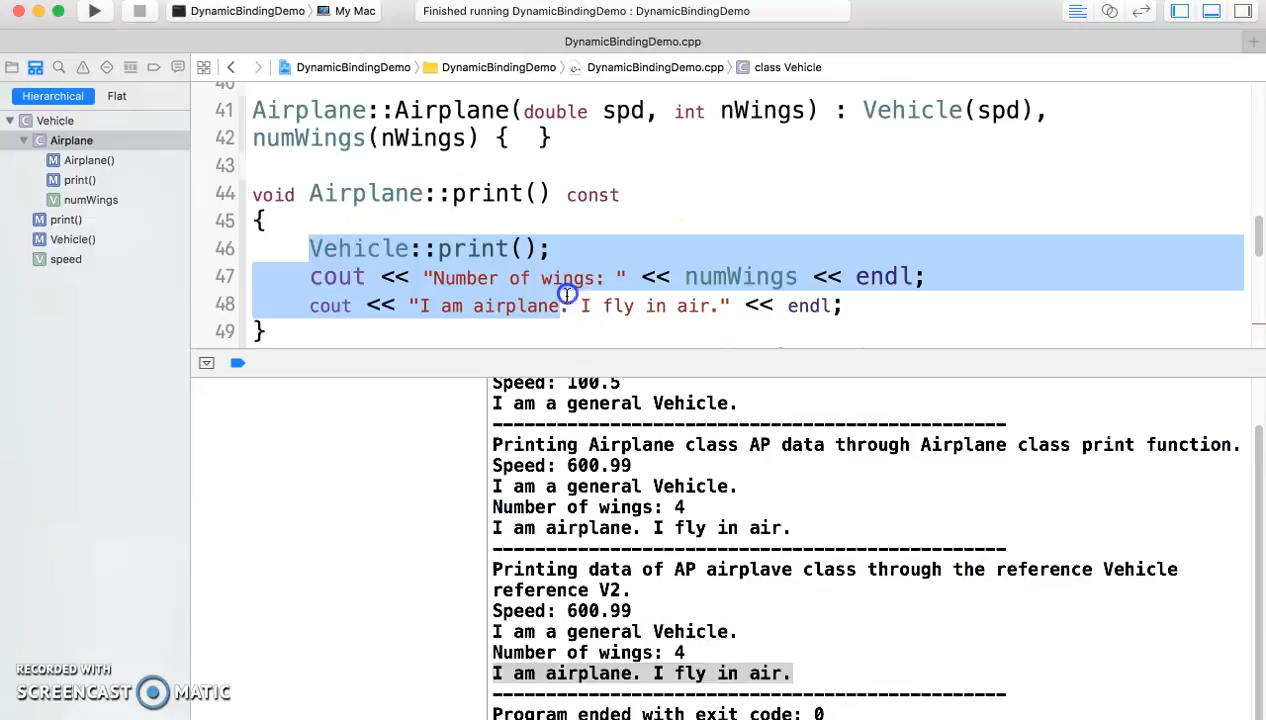 DynamicBindingDemo
My Mac
Finished running DynamicBindingDemo : DynamicBindingDemo
DynamicBindingDemo.cpp
DynamicBindingDemo
DynamicBindingDemo
DynamicBindingDemo.cpp
C class Vehicle
Hierarchical
Flat
C Vehicle
C Airplane
M Airplane()
M print()
V numWings
M print()
M Vehicle()
V speed
40
41 Airplane::Airplane(double spd, int nWings) : Vehicle(spd),
42 numWings(nWings) {  }
43
44 void Airplane::print() const
45 {
46 Vehicle::print();
47 cout << "Number of wings: " << numWings << endl;
48 cout << "I am airplane. I fly in air." << endl;
49 }
Speed: 100.5
I am a general Vehicle.
------------------------------------------------
Printing Airplane class AP data through Airplane class print function.
Speed: 600.99
I am a general Vehicle.
Number of wings: 4
I am airplane. I fly in air.
------------------------------------------------
Printing data of AP airplave class through the reference Vehicle
reference V2.
Speed: 600.99
I am a general Vehicle.
Number of wings: 4
I am airplane. I fly in air.
------------------------------------------------
Program ended with exit code: 0
RECORDED WITH
SCREENCAST MATIC